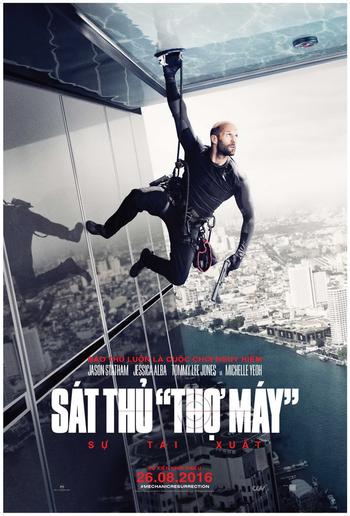 BÁO THÙ LUÔN LÀ CUỘC CHƠI NGUY HIỂM
JASON STATHAM JESSICA ALBA TOMMY LEE JONES MICHELLE YEOH
SÁT THỦ “THỢ MÁY”
SỰ TÁI XUẤT
26.08.2016
#MECHANICRESURRECTION
CGV